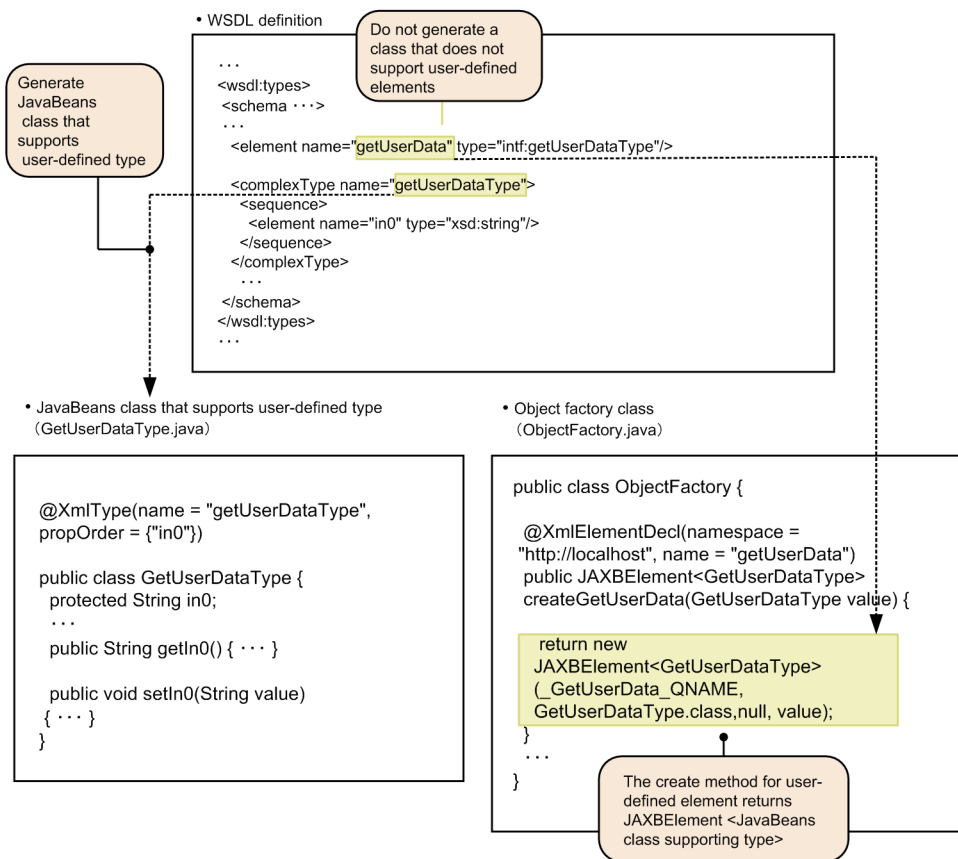 • WSDL definition
Do not generate a
class that does not
support user-defined
elements
Generate
JavaBeans
class that
supports
user-defined type
...
<wsdl:types>
<schema ···>
...
<element name="getUserData" type="intf:getUserDataType"/>
<complexType name="getUserDataType">
<sequence>
<element name="in0" type="xsd:string"/>
</sequence>
</complexType>
...
</schema>
</wsdl:types>
...
• JavaBeans class that supports user-defined type
（GetUserDataType.java）
@XmlType(name = "getUserDataType",
propOrder = {"in0"})
public class GetUserDataType {
protected String in0;
...
public String getIn0() { ··· }
public void setIn0(String value)
{ ··· }
}
• Object factory class
（ObjectFactory.java）
public class ObjectFactory {
@XmlElementDecl(namespace =
"http://localhost", name = "getUserData")
public JAXBElement<GetUserDataType>
createGetUserData(GetUserDataType value) {
return new
JAXBElement<GetUserDataType>
(_GetUserData_QNAME,
GetUserDataType.class,null, value);
}
...
}
The create method for user-
defined element returns
JAXBElement <JavaBeans
class supporting type>